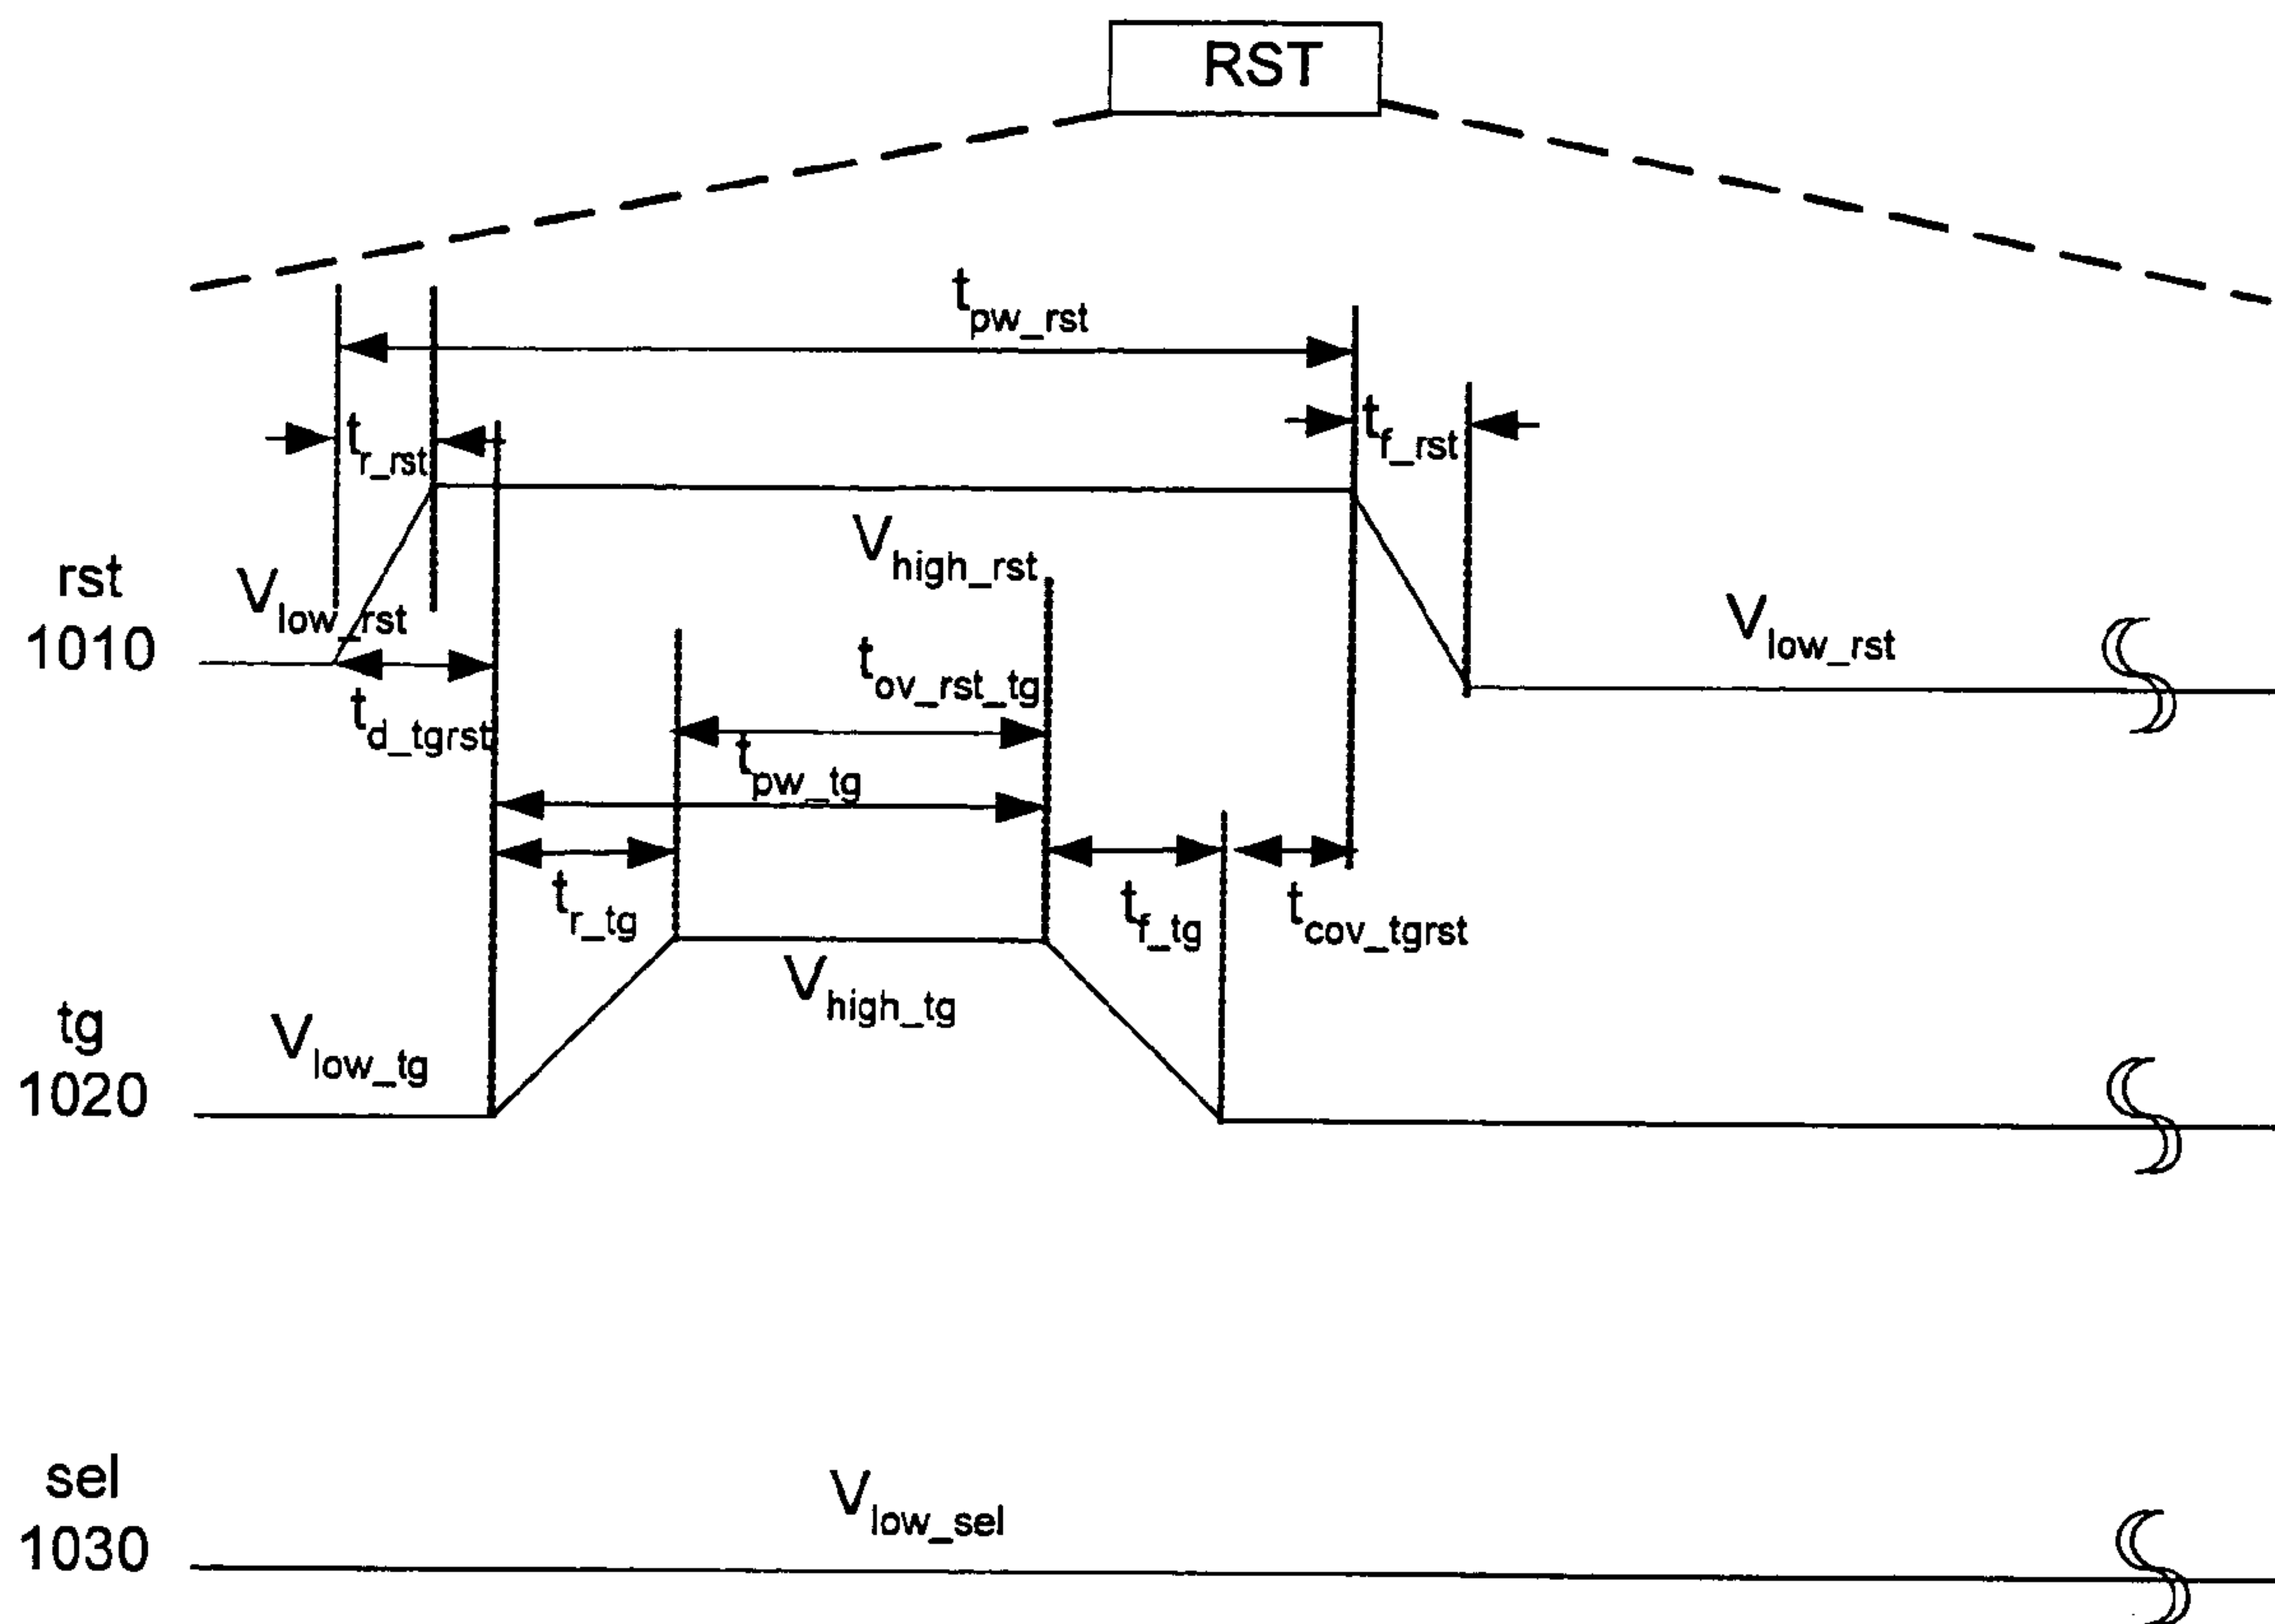 RST
t_pw_rst
t_r_rst
t_f_rst
V_high_rst
rst
1010
V_low_rst
V_low_rst
t_d_tgrst
t_ov_rst_tg
t_pw_tg
t_r_tg
t_f_tg
t_cov_tgrst
V_high_tg
tg
1020
V_low_tg
sel
1030
V_low_sel